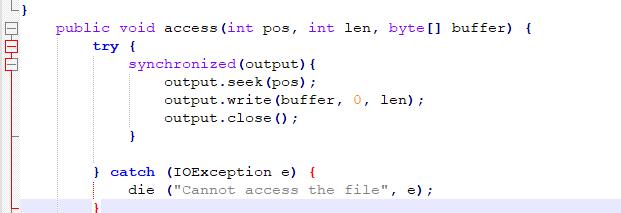 }
public void access(int pos, int len, byte[] buffer) {
try {
synchronized(output){
output.seek(pos);
output.write(buffer, 0, len);
output.close();
}
} catch (IOException e) {
die ("Cannot access the file", e);
}